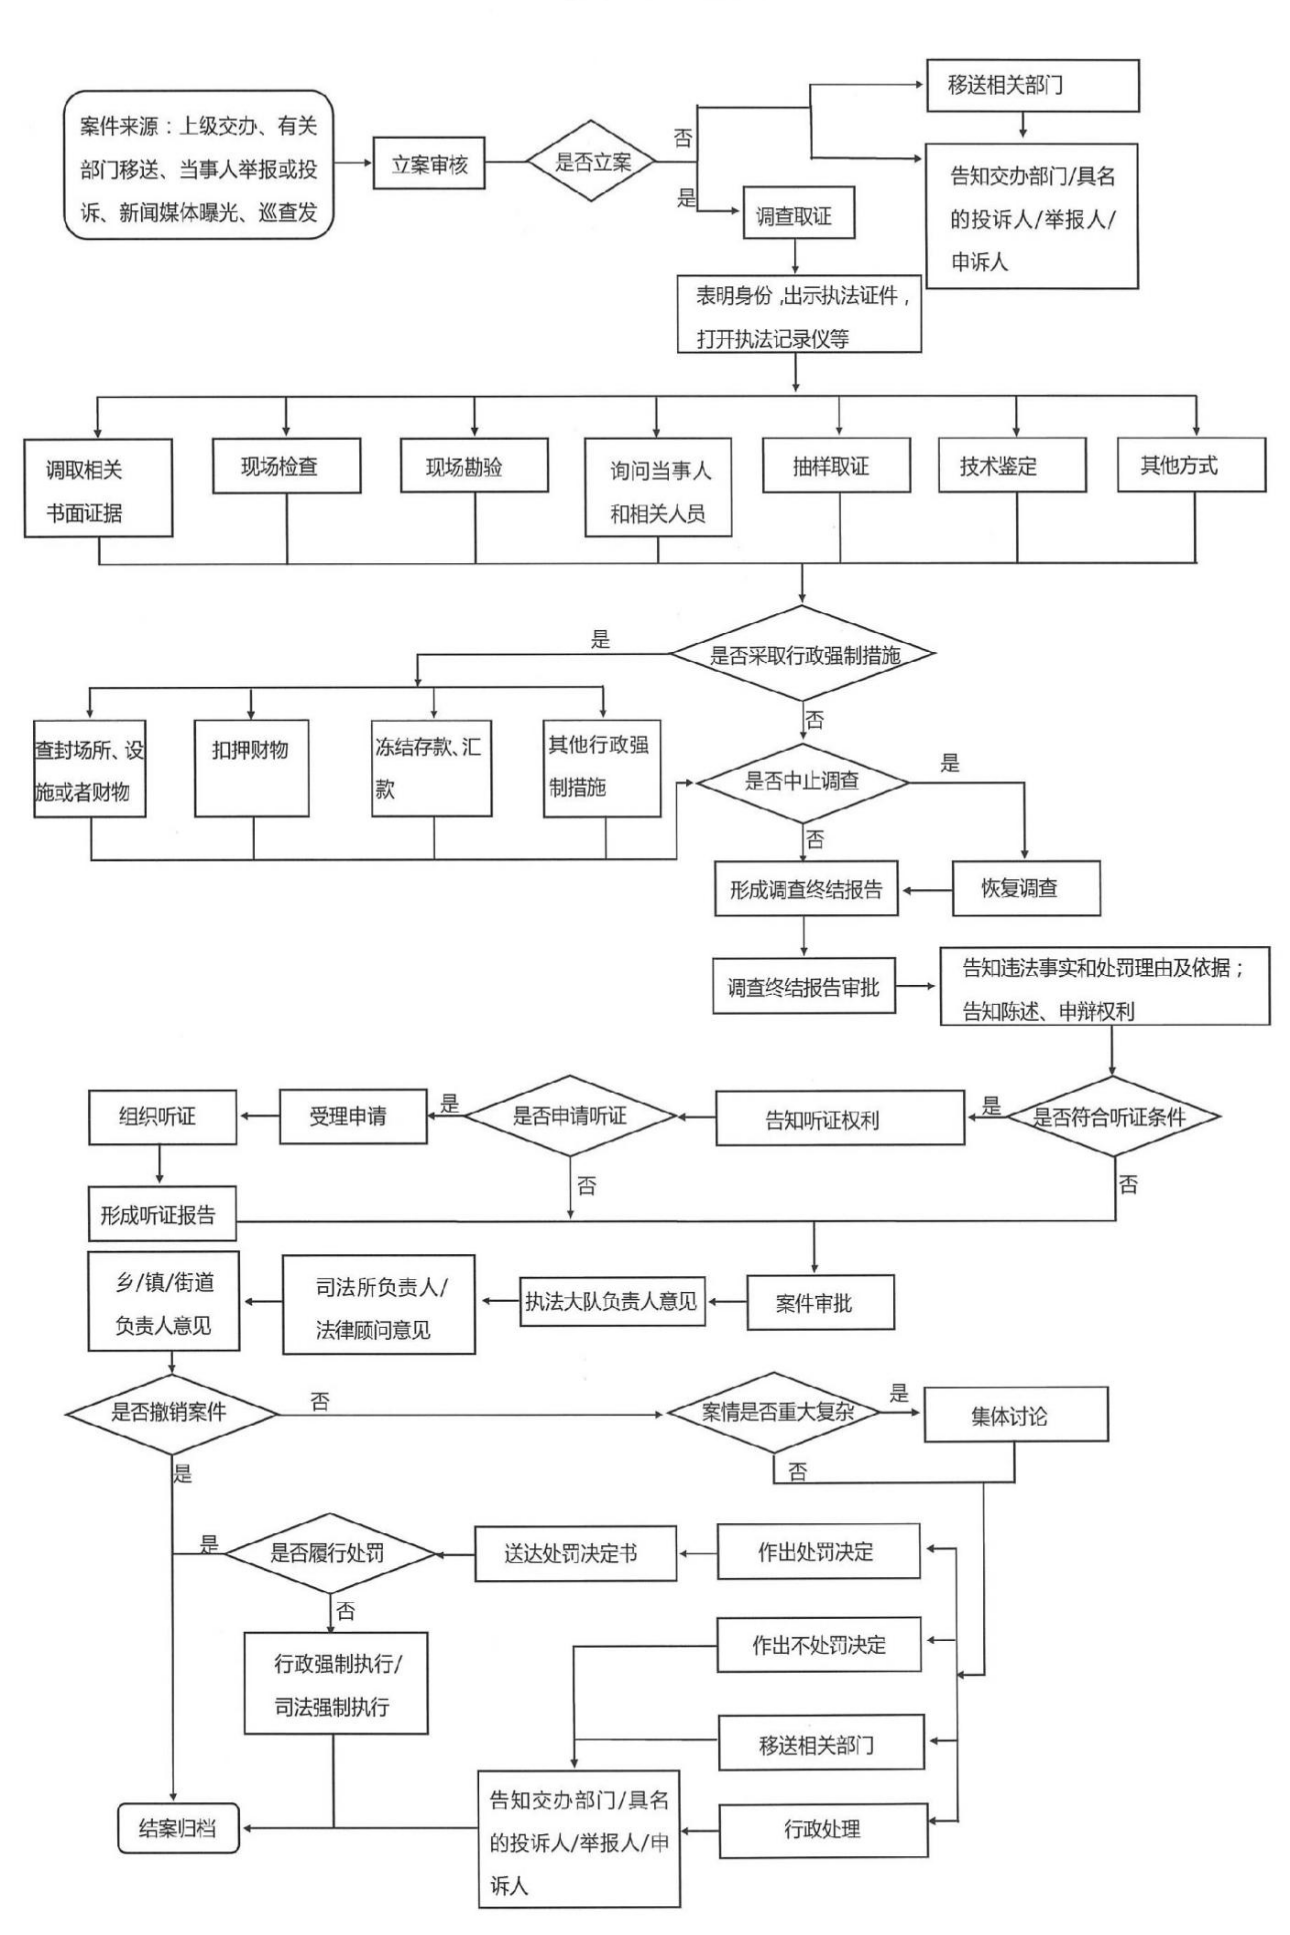 移送相关部门
案件来源：上级交办、有关
部门移送、当事人举报或投
诉、新闻媒体曝光、巡查发
立案审核
是否立案
否
是
告知交办部门/具名
的投诉人/举报人/
申诉人
调查取证
表明身份,出示执法证件，
打开执法记录仪等
调取相关
书面证据
现场检查
现场勘验
询问当事人
和相关人员
抽样取证
技术鉴定
其他方式
是否采取行政强制措施
是
否
查封场所、设
施或者财物
扣押财物
冻结存款、汇
款
其他行政强
制措施
是否中止调查
是
否
形成调查终结报告
恢复调查
调查终结报告审批
告知违法事实和处罚理由及依据；
告知陈述、申辩权利
是否符合听证条件
是
否
告知听证权利
是否申请听证
是
否
受理申请
组织听证
形成听证报告
案件审批
执法大队负责人意见
司法所负责人/
法律顾问意见
乡/镇/街道
负责人意见
是否撤销案件
否
是
案情是否重大复杂
是
否
集体讨论
作出处罚决定
送达处罚决定书
是否履行处罚
是
否
行政强制执行/
司法强制执行
作出不处罚决定
移送相关部门
行政处理
告知交办部门/具名
的投诉人/举报人/申
诉人
结案归档